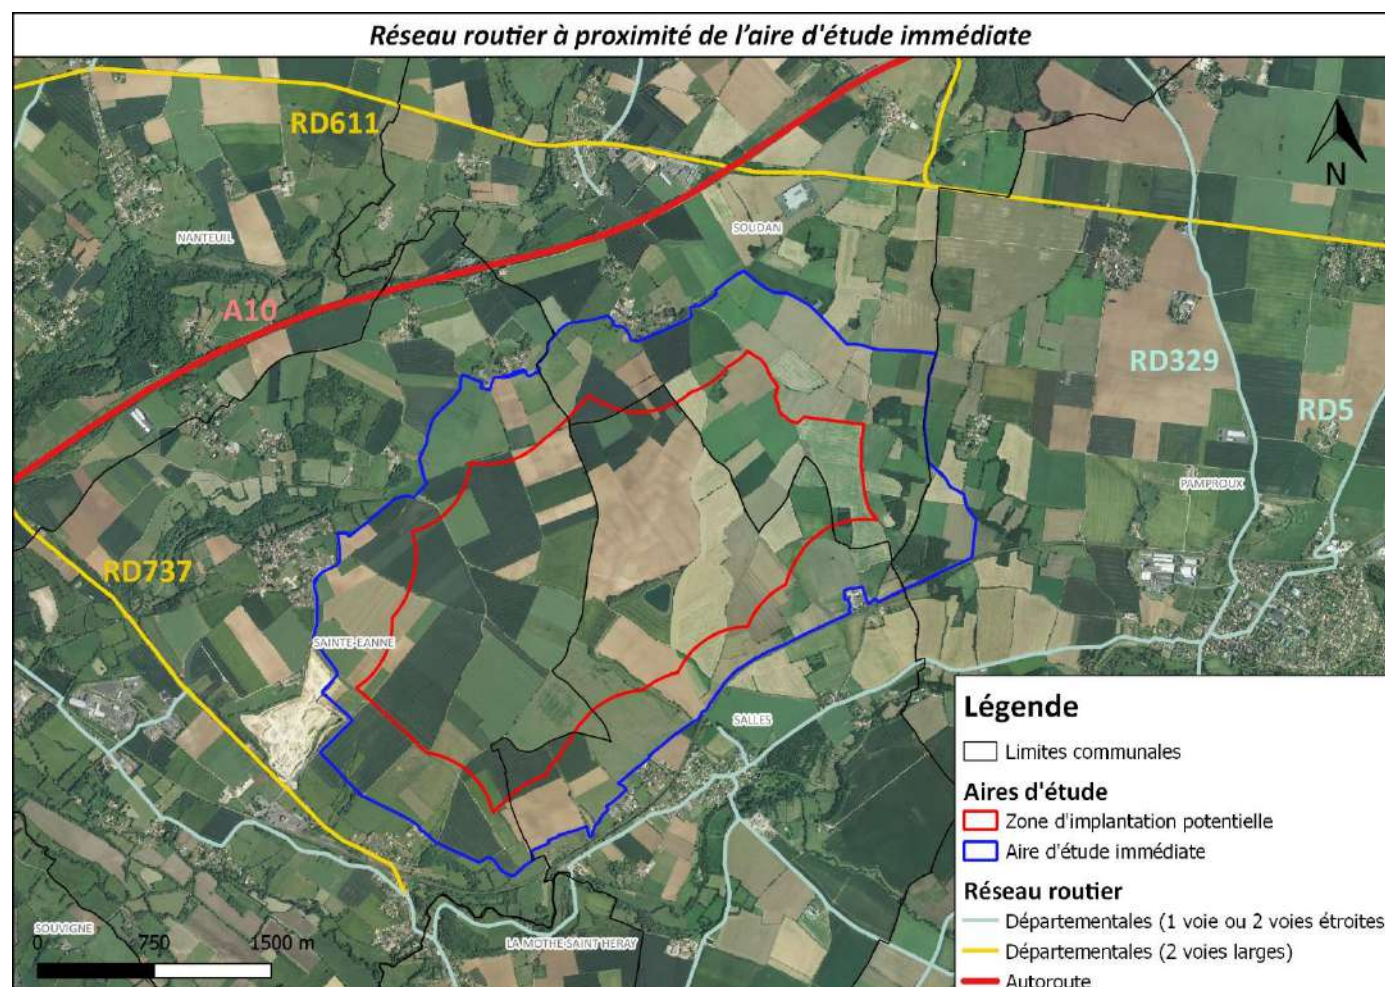 Réseau routier à proximité de l'aire d'étude immédiate
RD611
N
NANTEUIL
SOUDAN
A10
RD329
RD5
PAMPROUX
RD737
SAINTE-EANNE
SALLES
SOUVIGNE
LA MOTHE SAINT HERAY
0 750 1500 m
Légende
Limites communales
Aires d'étude
Zone d'implantation potentielle
Aire d'étude immédiate
Réseau routier
Départementales (1 voie ou 2 voies étroites
Départementales (2 voies larges)
Autoroute